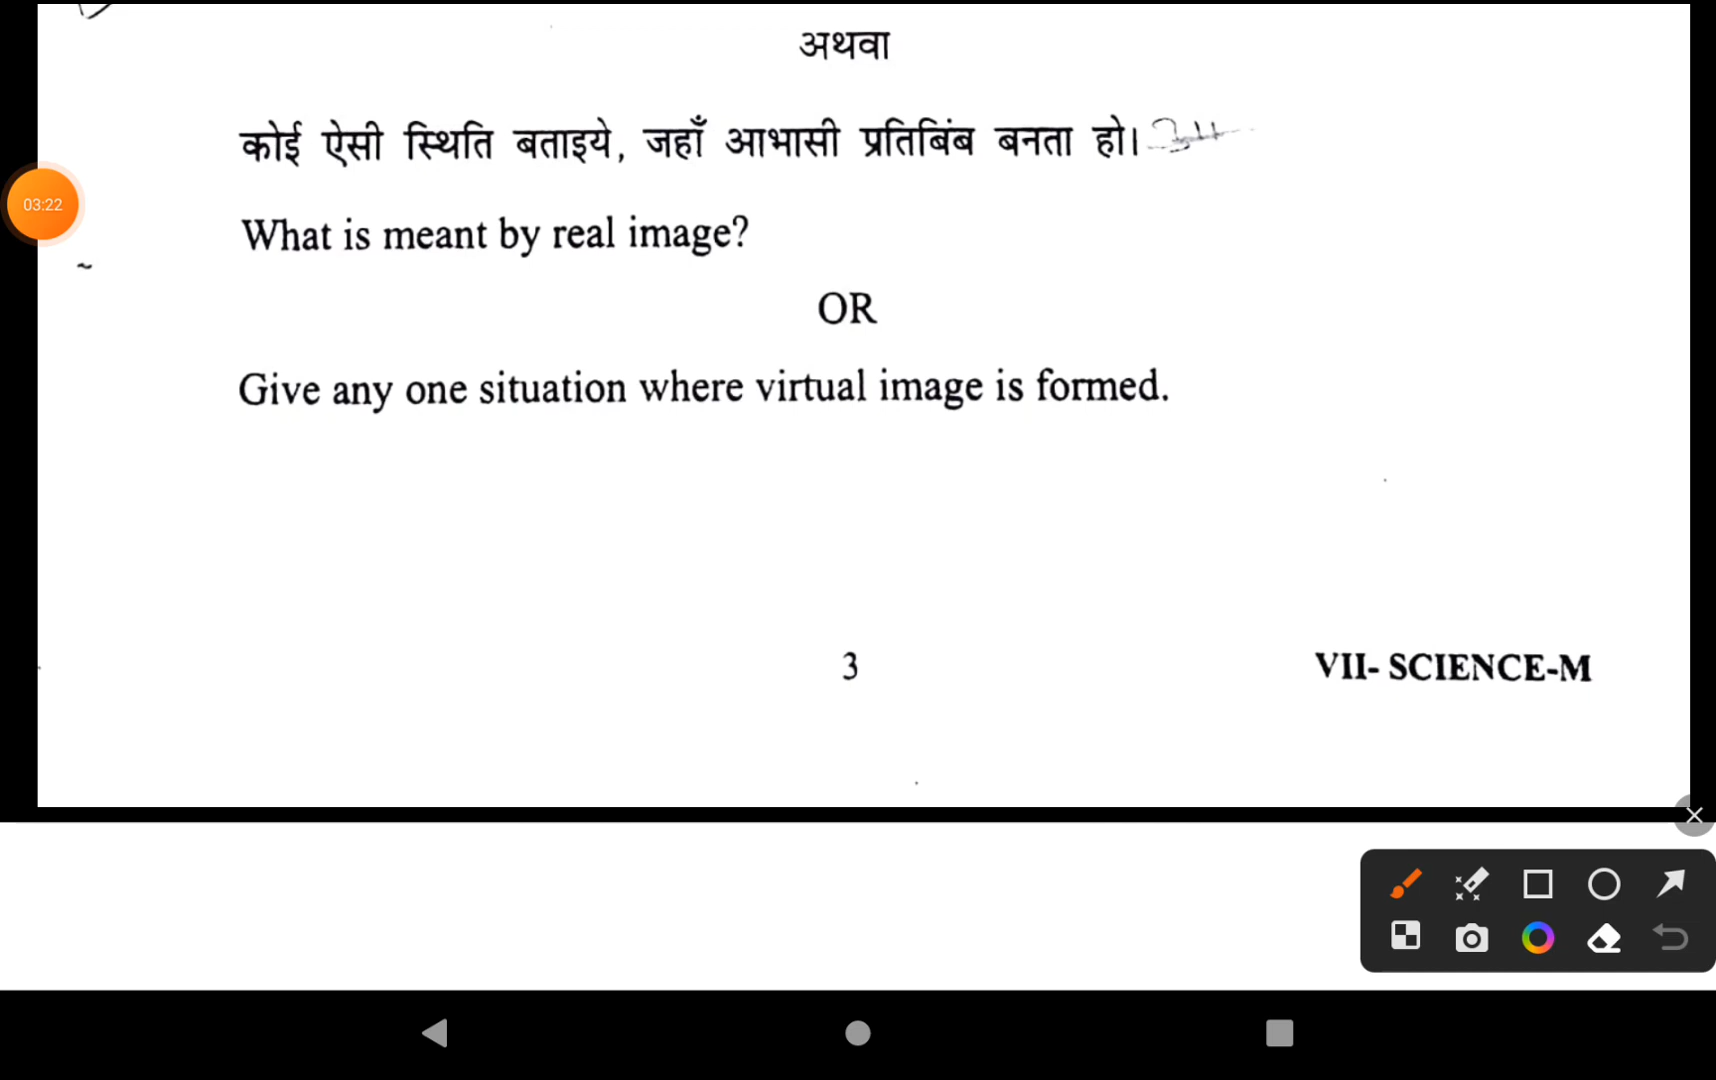 अथवा
कोई ऐसी स्थिति बताइये, जहाँ आभासी प्रतिबिंब बनता हो।
03:22
What is meant by real image?
OR
Give any one situation where virtual image is formed.
3
VII- SCIENCE-M